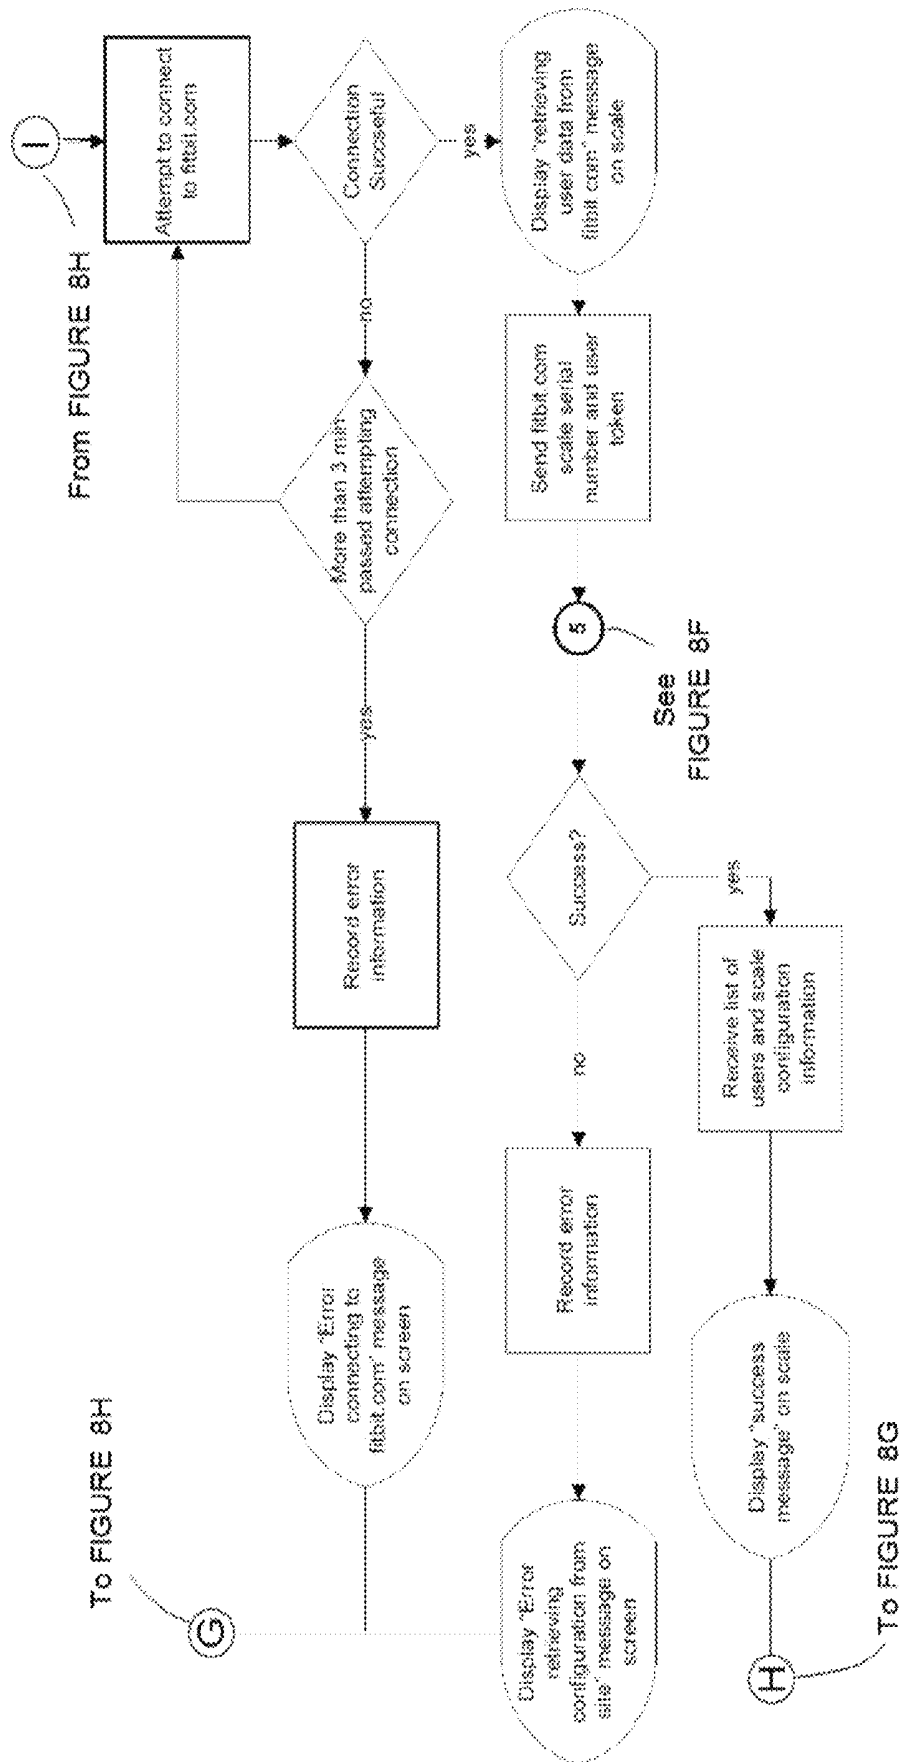 I
From FIGURE 8H
Attempt to connect
to fitbit.com
Connection
Succseful
no
yes
More than 3 min
passed attempting
connection
yes
Record error
information
Display "Error
connecting to
fitbit.com" message
on screen
To FIGURE 8H
G
Display "retrieving
user data from
fitbit.com" message
on scale
Send fitbit.com
scale serial
number and user
token
5
See
FIGURE 8F
Success?
no
yes
Record error
information
Display "Error
retrieving
configuration from
site" message on
screen
Receive list of
users and scale
configuration
information
Display "success
message" on scale
H
To FIGURE 8G